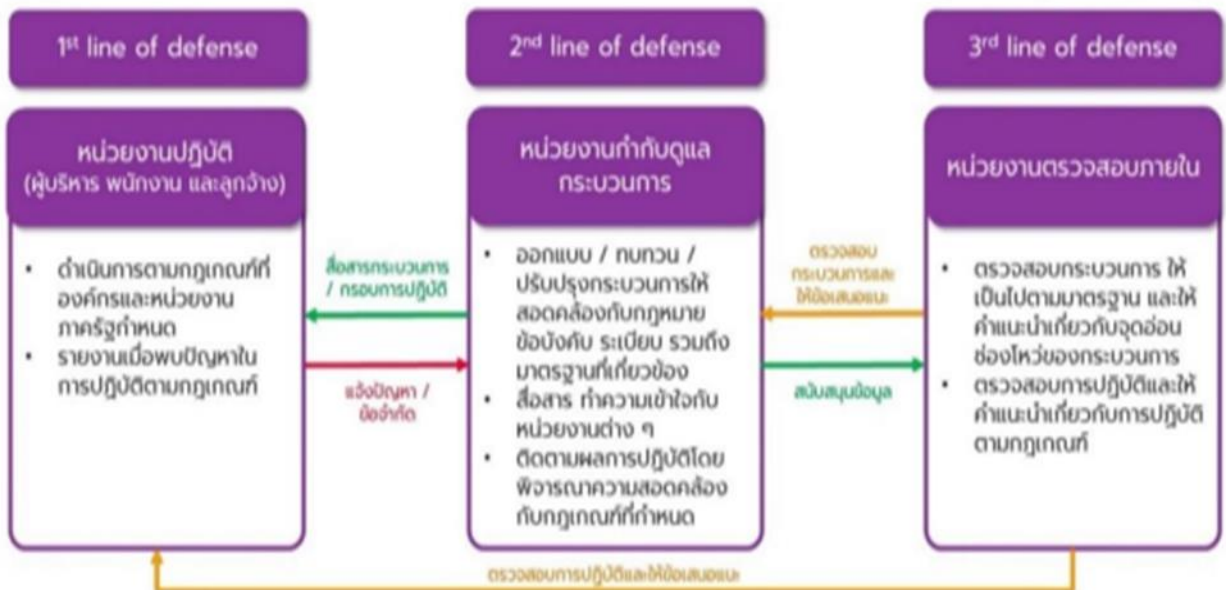 1st line of defense
2nd line of defense
3rd line of defense
หน่วยงานปฏิบัติ
(ผู้บริหาร พนักงาน และลูกจ้าง)
• ดำเนินการตามกฎเกณฑ์ที่
องค์กรและหน่วยงาน
ภาครัฐกำหนด
• รายงานเมื่อพบปัญหาใน
การปฏิบัติตามกฎเกณฑ์
สื่อสารกระบวนการ
/ กรอบการปฏิบัติ
แจ้งปัญหา /
ข้อจำกัด
หน่วยงานกำกับดูแล
กระบวนการ
• ออกแบบ / ทบทวน /
ปรับปรุงกระบวนการให้
สอดคล้องกับกฎหมาย
ข้อบังคับ ระเบียบ รวมถึง
มาตรฐานที่เกี่ยวข้อง
• สื่อสาร ทำความเข้าใจกับ
หน่วยงานต่าง ๆ
• ติดตามผลการปฏิบัติโดย
พิจารณาความสอดคล้อง
กับกฎเกณฑ์ที่กำหนด
ตรวจสอบ
กระบวนการและ
ให้ข้อเสนอแนะ
สนับสนุนข้อมูล
หน่วยงานตรวจสอบภายใน
• ตรวจสอบกระบวนการ ให้
เป็นไปตามมาตรฐาน และให้
คำแนะนำเกี่ยวกับจุดอ่อน
ช่องโหว่ของกระบวนการ
• ตรวจสอบการปฏิบัติและให้
คำแนะนำเกี่ยวกับการปฏิบัติ
ตามกฎเกณฑ์
ตรวจสอบการปฏิบัติและให้ข้อเสนอแนะ